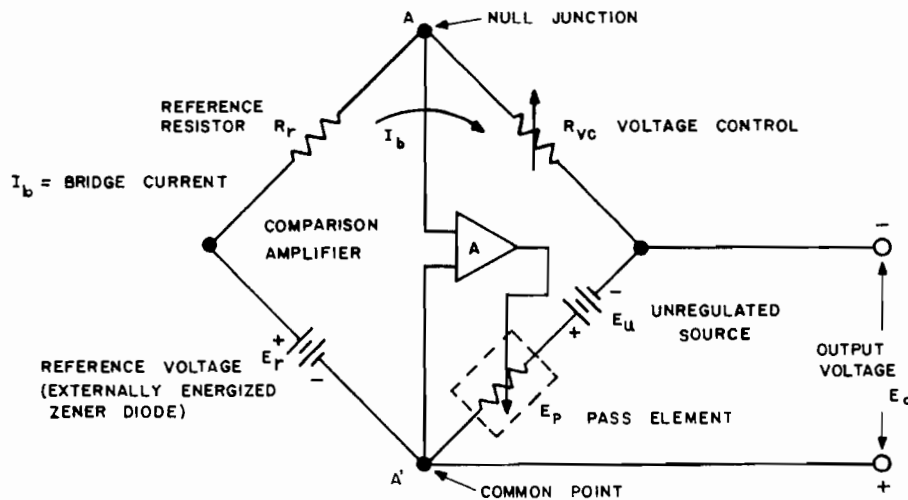 A
NULL JUNCTION
REFERENCE
RESISTOR Rr
Ib
RVC VOLTAGE CONTROL
Ib = BRIDGE CURRENT
COMPARISON
AMPLIFIER
A
−
− EU UNREGULATED
+ SOURCE
+ Er −
REFERENCE VOLTAGE
(EXTERNALLY ENERGIZED
ZENER DIODE)
OUTPUT
VOLTAGE
EP PASS ELEMENT
A'
COMMON POINT
+